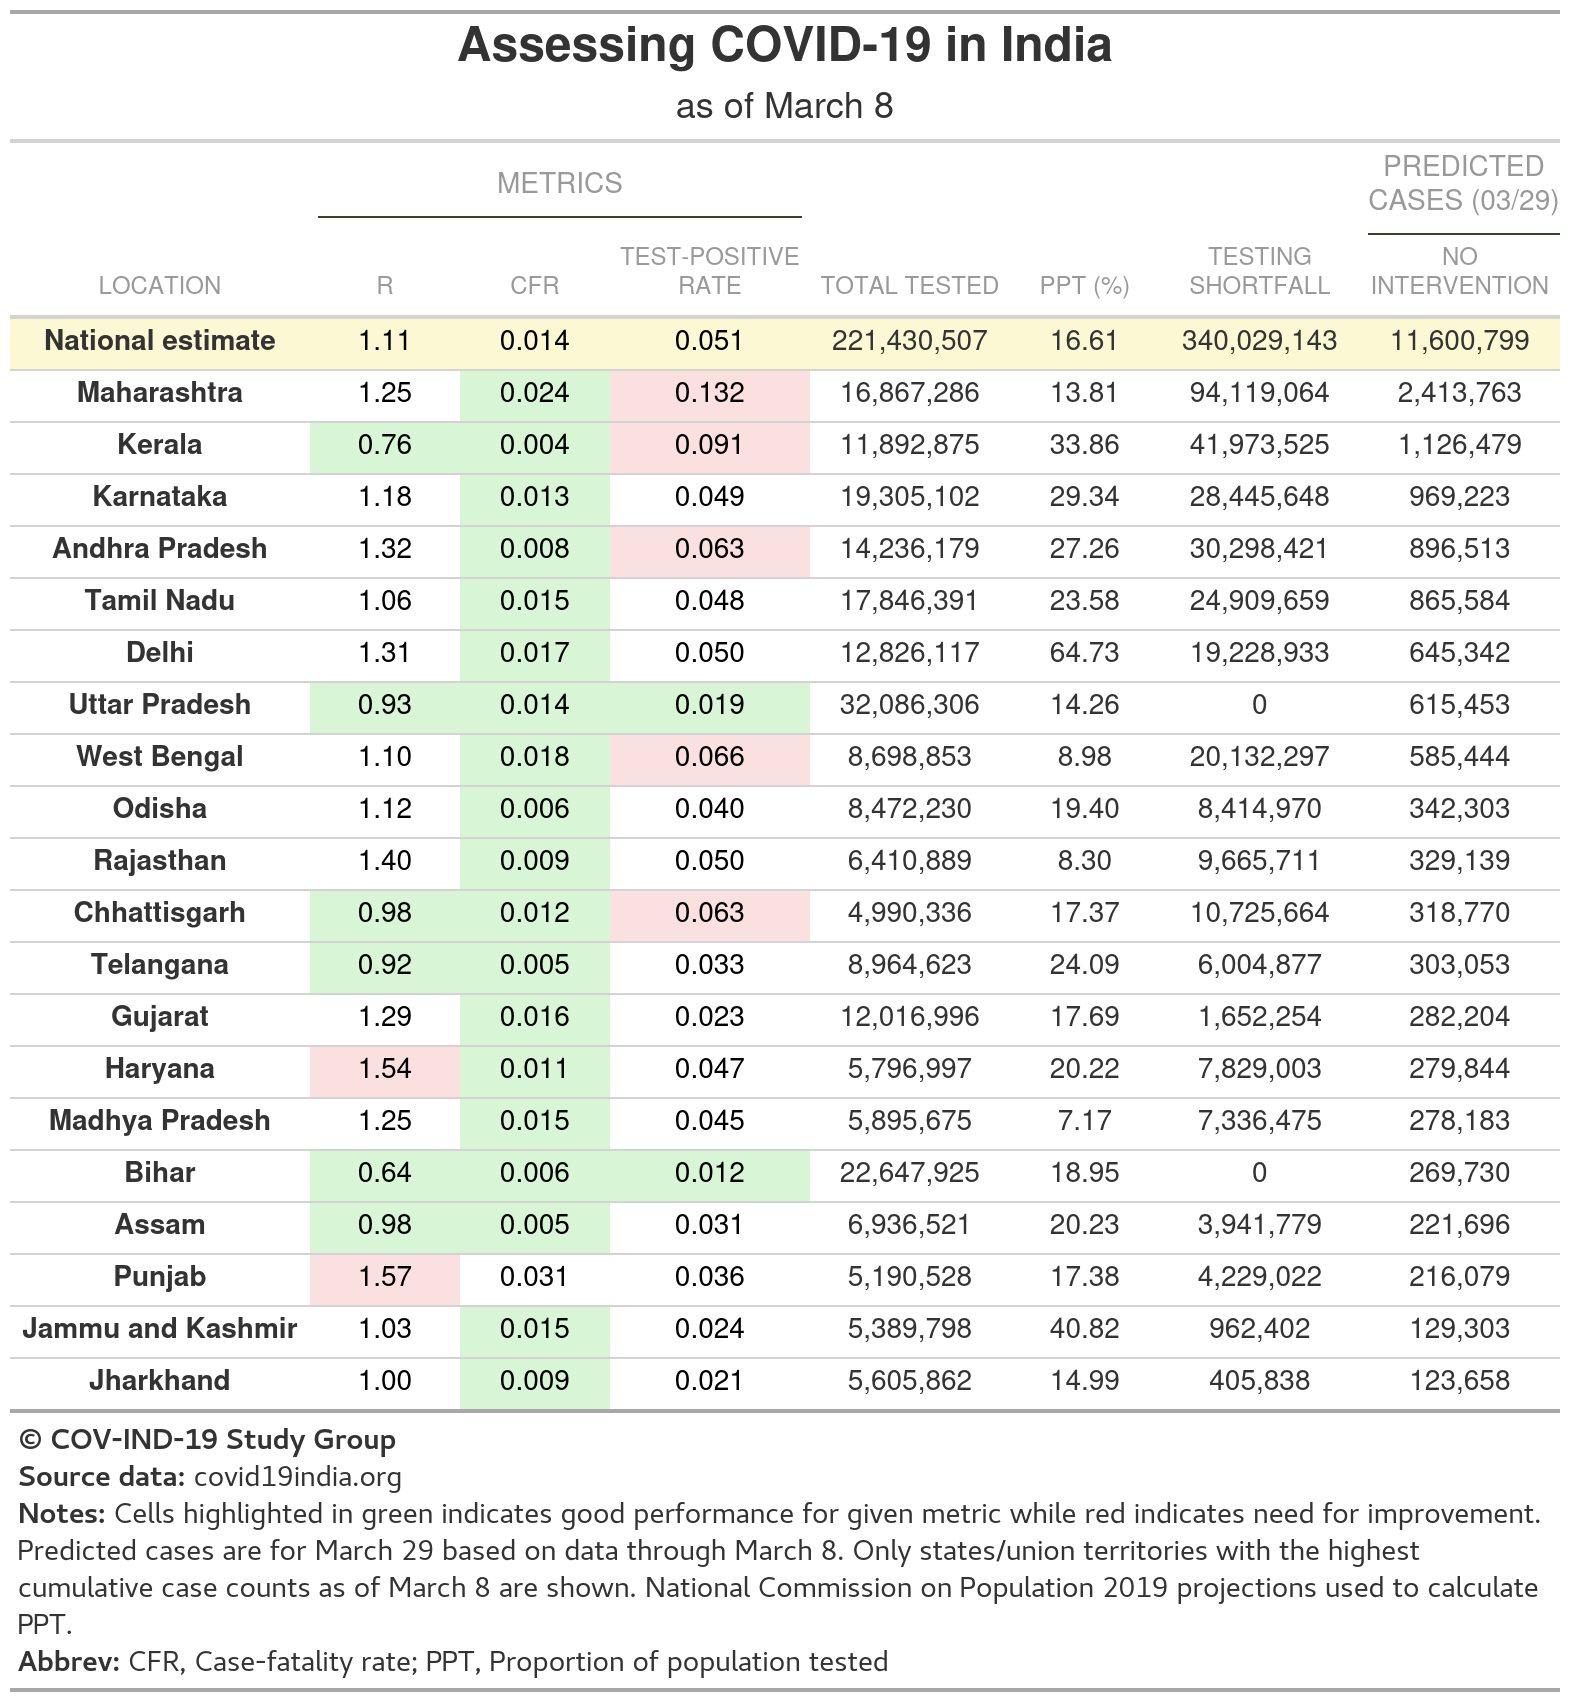 Assessing COVID-19 in India
as of March 8
METRICS
PREDICTED
CASES (03/29)
LOCATION R CFR TEST-POSITIVE RATE TOTAL TESTED PPT (%) TESTING SHORTFALL NO INTERVENTION
National estimate 1.11 0.014 0.051 221,430,507 16.61 340,029,143 11,600,799
Maharashtra 1.25 0.024 0.132 16,867,286 13.81 94,119,064 2,413,763
Kerala 0.76 0.004 0.091 11,892,875 33.86 41,973,525 1,126,479
Karnataka 1.18 0.013 0.049 19,305,102 29.34 28,445,648 969,223
Andhra Pradesh 1.32 0.008 0.063 14,236,179 27.26 30,298,421 896,513
Tamil Nadu 1.06 0.015 0.048 17,846,391 23.58 24,909,659 865,584
Delhi 1.31 0.017 0.050 12,826,117 64.73 19,228,933 645,342
Uttar Pradesh 0.93 0.014 0.019 32,086,306 14.26 0 615,453
West Bengal 1.10 0.018 0.066 8,698,853 8.98 20,132,297 585,444
Odisha 1.12 0.006 0.040 8,472,230 19.40 8,414,970 342,303
Rajasthan 1.40 0.009 0.050 6,410,889 8.30 9,665,711 329,139
Chhattisgarh 0.98 0.012 0.063 4,990,336 17.37 10,725,664 318,770
Telangana 0.92 0.005 0.033 8,964,623 24.09 6,004,877 303,053
Gujarat 1.29 0.016 0.023 12,016,996 17.69 1,652,254 282,204
Haryana 1.54 0.011 0.047 5,796,997 20.22 7,829,003 279,844
Madhya Pradesh 1.25 0.015 0.045 5,895,675 7.17 7,336,475 278,183
Bihar 0.64 0.006 0.012 22,647,925 18.95 0 269,730
Assam 0.98 0.005 0.031 6,936,521 20.23 3,941,779 221,696
Punjab 1.57 0.031 0.036 5,190,528 17.38 4,229,022 216,079
Jammu and Kashmir 1.03 0.015 0.024 5,389,798 40.82 962,402 129,303
Jharkhand 1.00 0.009 0.021 5,605,862 14.99 405,838 123,658
© COV-IND-19 Study Group
Source data: covid19india.org
Notes: Cells highlighted in green indicates good performance for given metric while red indicates need for improvement.
Predicted cases are for March 29 based on data through March 8. Only states/union territories with the highest
cumulative case counts as of March 8 are shown. National Commission on Population 2019 projections used to calculate
PPT.
Abbrev: CFR, Case-fatality rate; PPT, Proportion of population tested